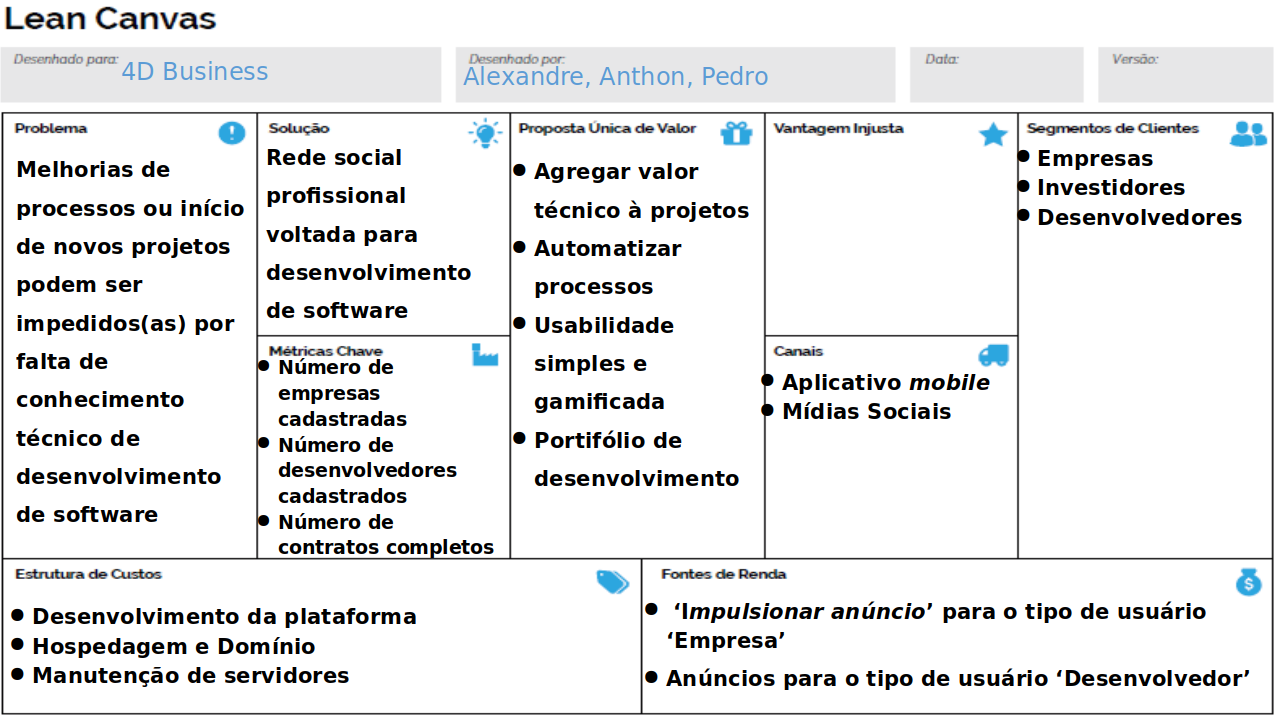 Lean Canvas
Desenhado para:
4D Business
Desenhado por:
Alexandre, Anthon, Pedro
Data:
Versão:
Problema
Melhorias de
processos ou início
de novos projetos
podem ser
impedidos(as) por
falta de
conhecimento
técnico de
desenvolvimento
de software
Solução
Rede social
profissional
voltada para
desenvolvimento
de software
Métricas Chave
• Número de
empresas
cadastradas
• Número de
desenvolvedores
cadastrados
• Número de
contratos completos
Proposta Única de Valor
• Agregar valor
técnico à projetos
• Automatizar
processos
• Usabilidade
simples e
gamificada
• Portifólio de
desenvolvimento
Vantagem Injusta
Canais
• Aplicativo mobile
• Mídias Sociais
Segmentos de Clientes
• Empresas
• Investidores
• Desenvolvedores
Estrutura de Custos
• Desenvolvimento da plataforma
• Hospedagem e Domínio
• Manutenção de servidores
Fontes de Renda
• ‘Impulsionar anúncio’ para o tipo de usuário
‘Empresa’
• Anúncios para o tipo de usuário ‘Desenvolvedor’